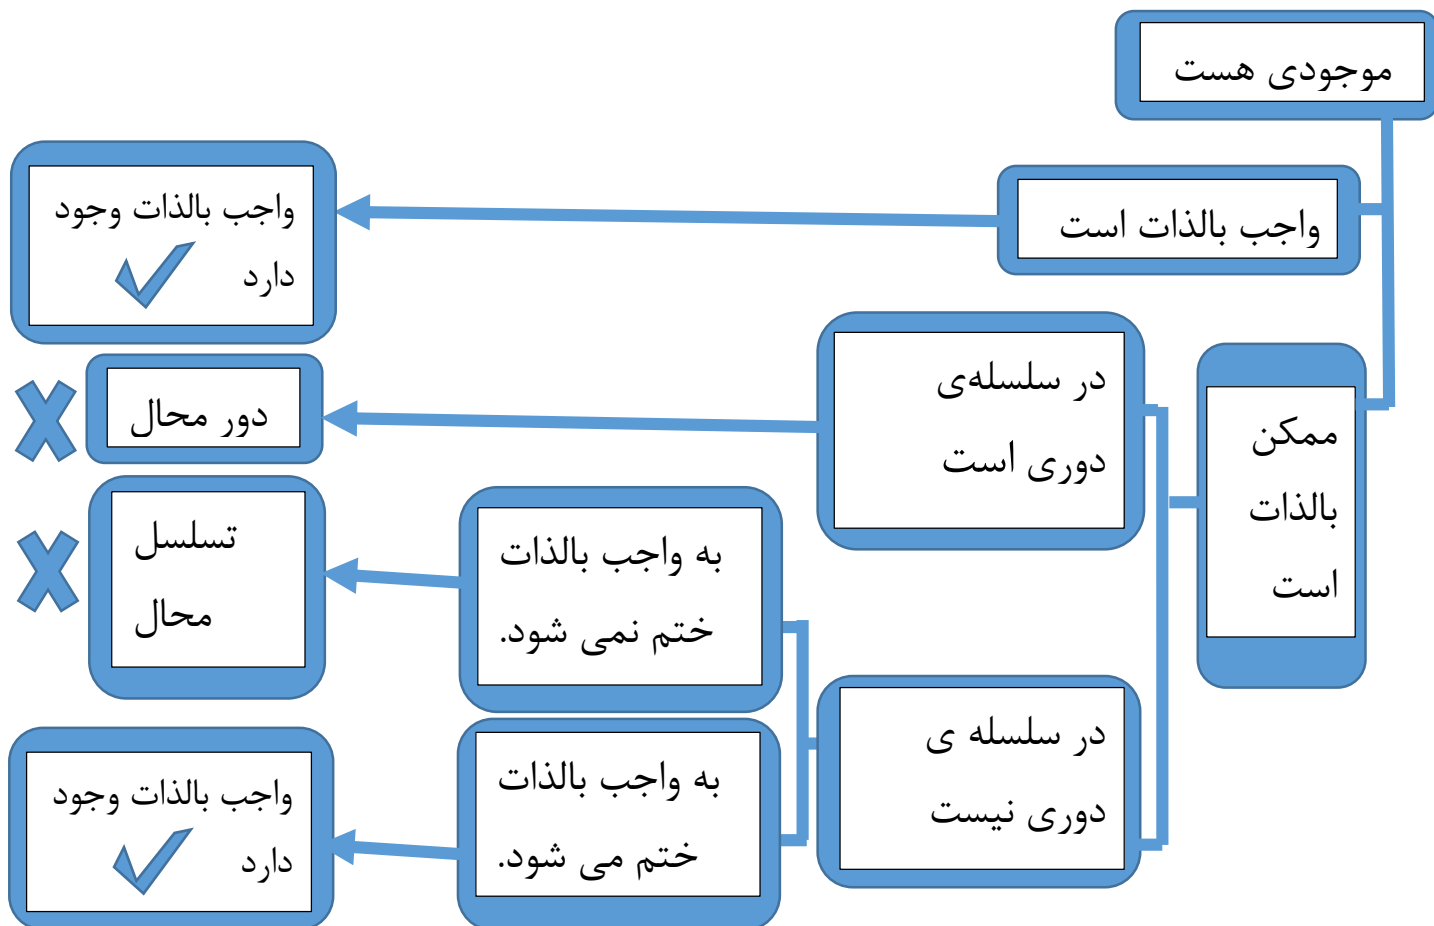 موجودی هست
واجب بالذات است
واجب بالذات وجود
دارد
ممکن
بالذات
است
در سلسله‌ی
دوری است
دور محال
در سلسله ی
دوری نیست
به واجب بالذات
ختم نمی شود.
تسلسل
محال
به واجب بالذات
ختم می شود.
واجب بالذات وجود
دارد